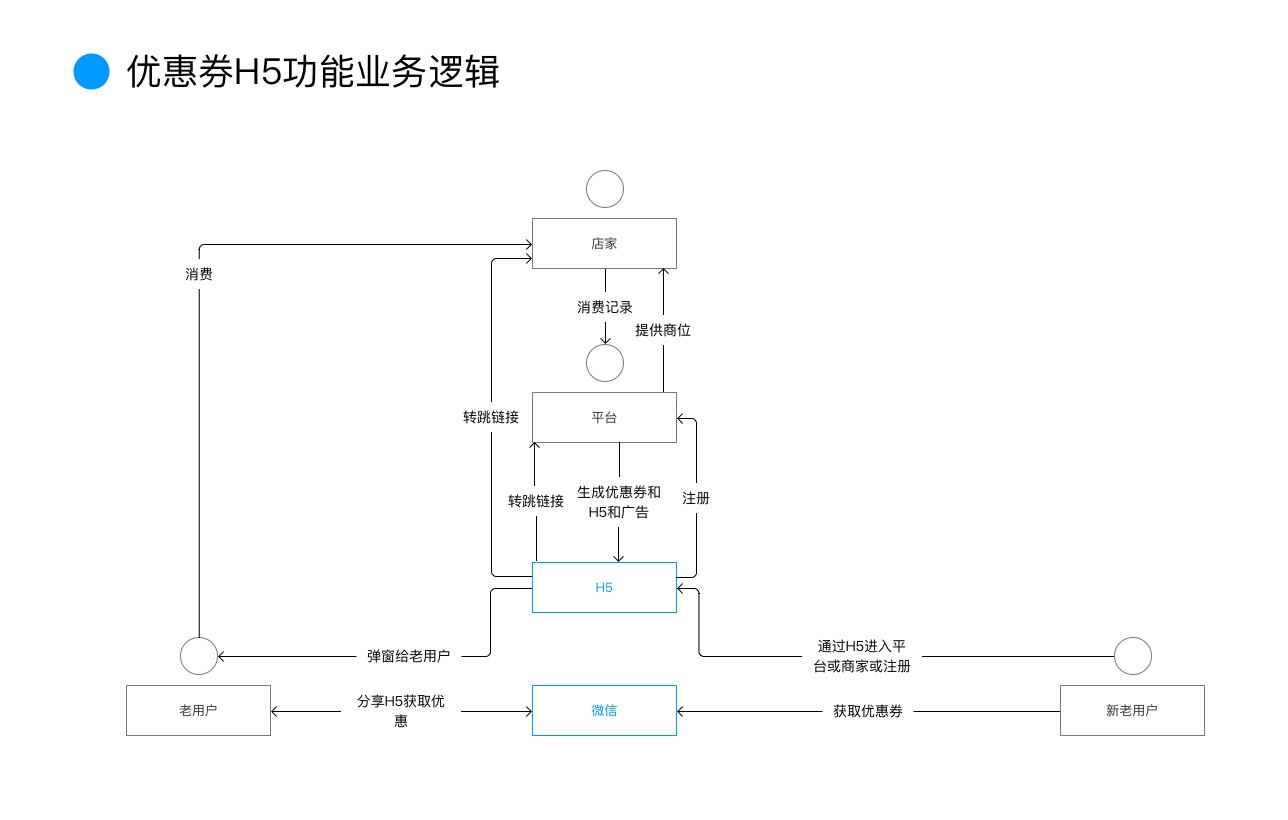 优惠券H5功能业务逻辑
店家
消费
消费记录
提供商位
转跳链接
平台
转跳链接
生成优惠券和
H5和广告
注册
H5
弹窗给老用户
通过H5进入平
台或商家或注册
老用户
分享H5获取优
惠
微信
获取优惠券
新老用户